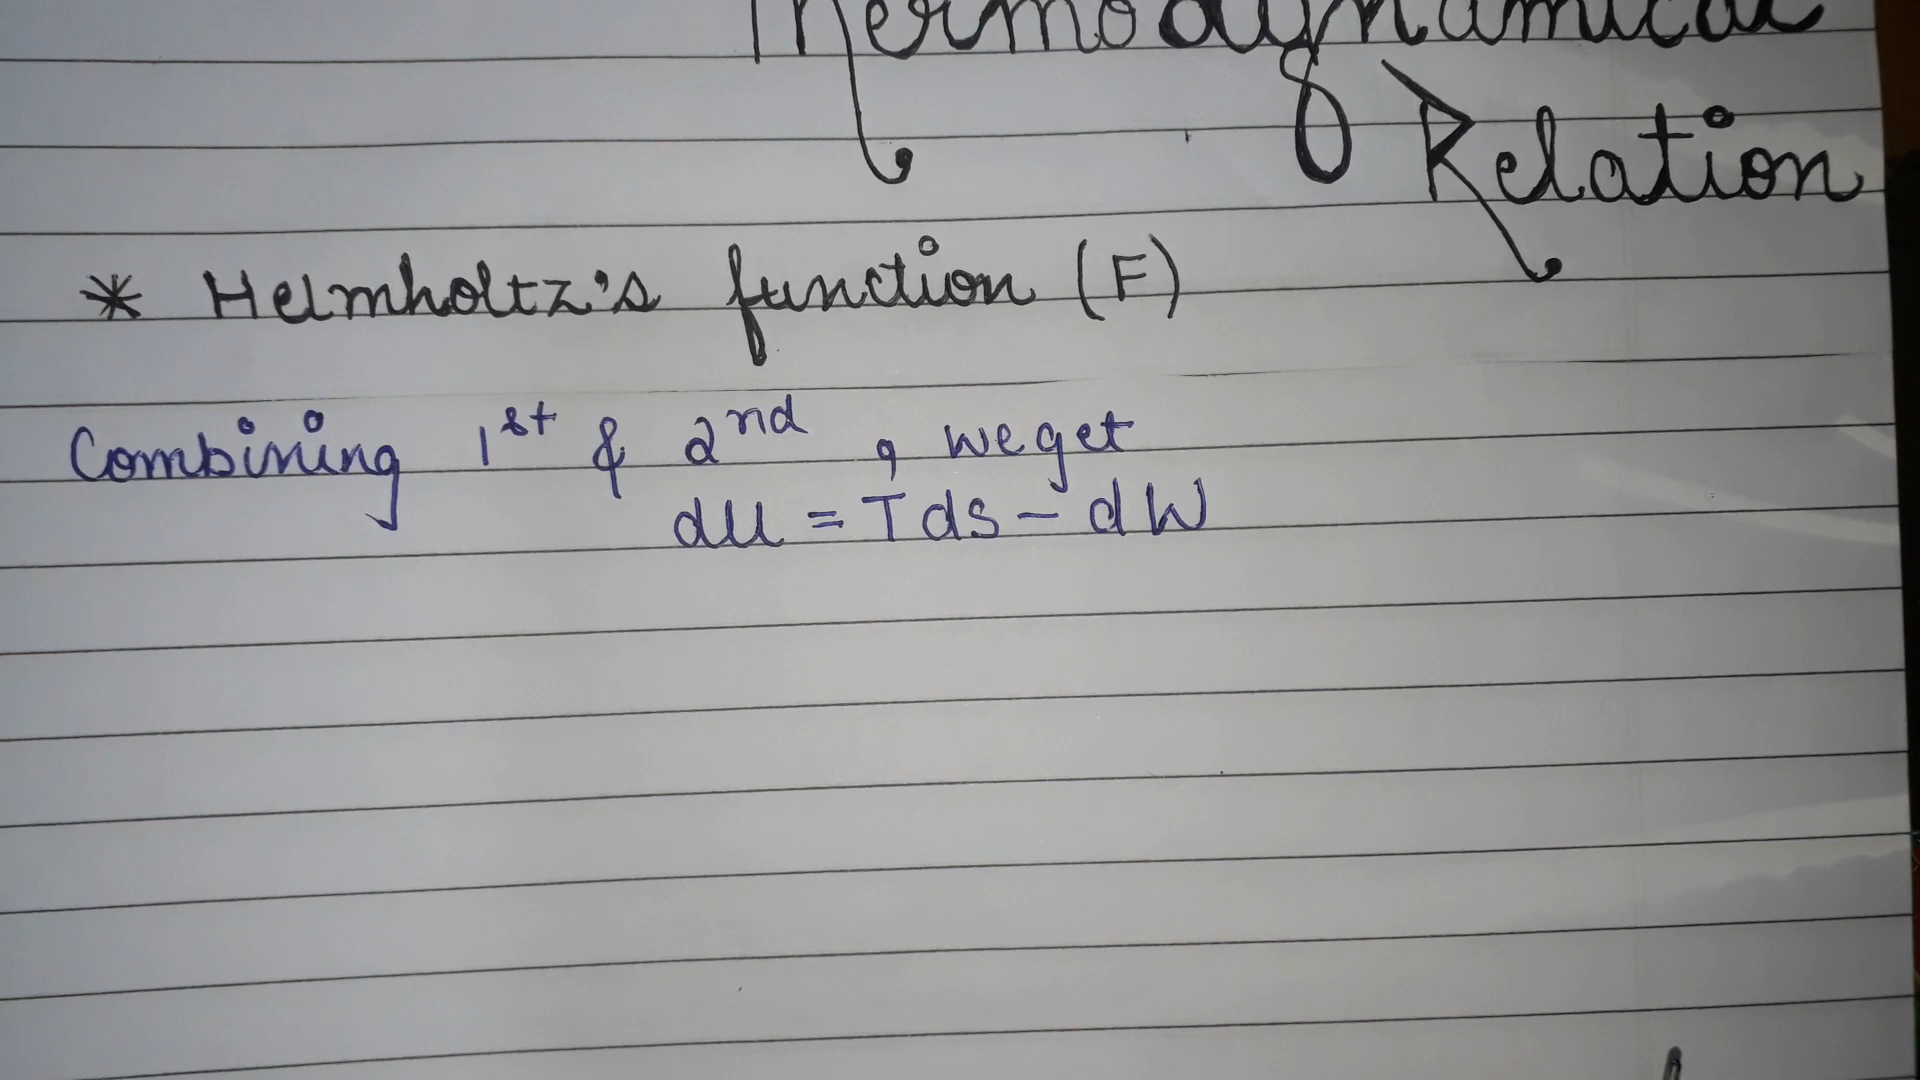 Thermodynamical
Relation
* Helmholtz's function (F)
Combining 1st & 2nd , we get
du = Tds - dW